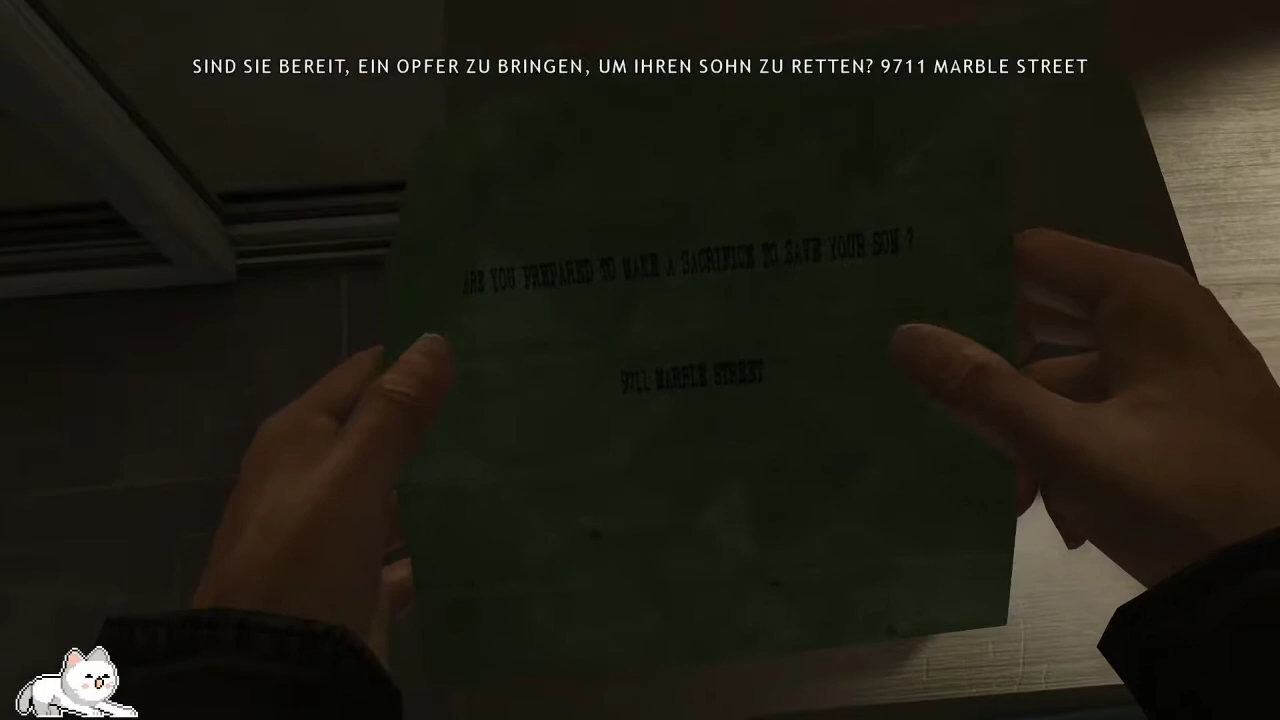 SIND SIE BEREIT, EIN OPFER ZU BRINGEN, UM IHREN SOHN ZU RETTEN? 9711 MARBLE STREET
ARE YOU PREPARED TO MAKE A SACRIFICE TO SAVE YOUR SON ?
9711 MARBLE STREET